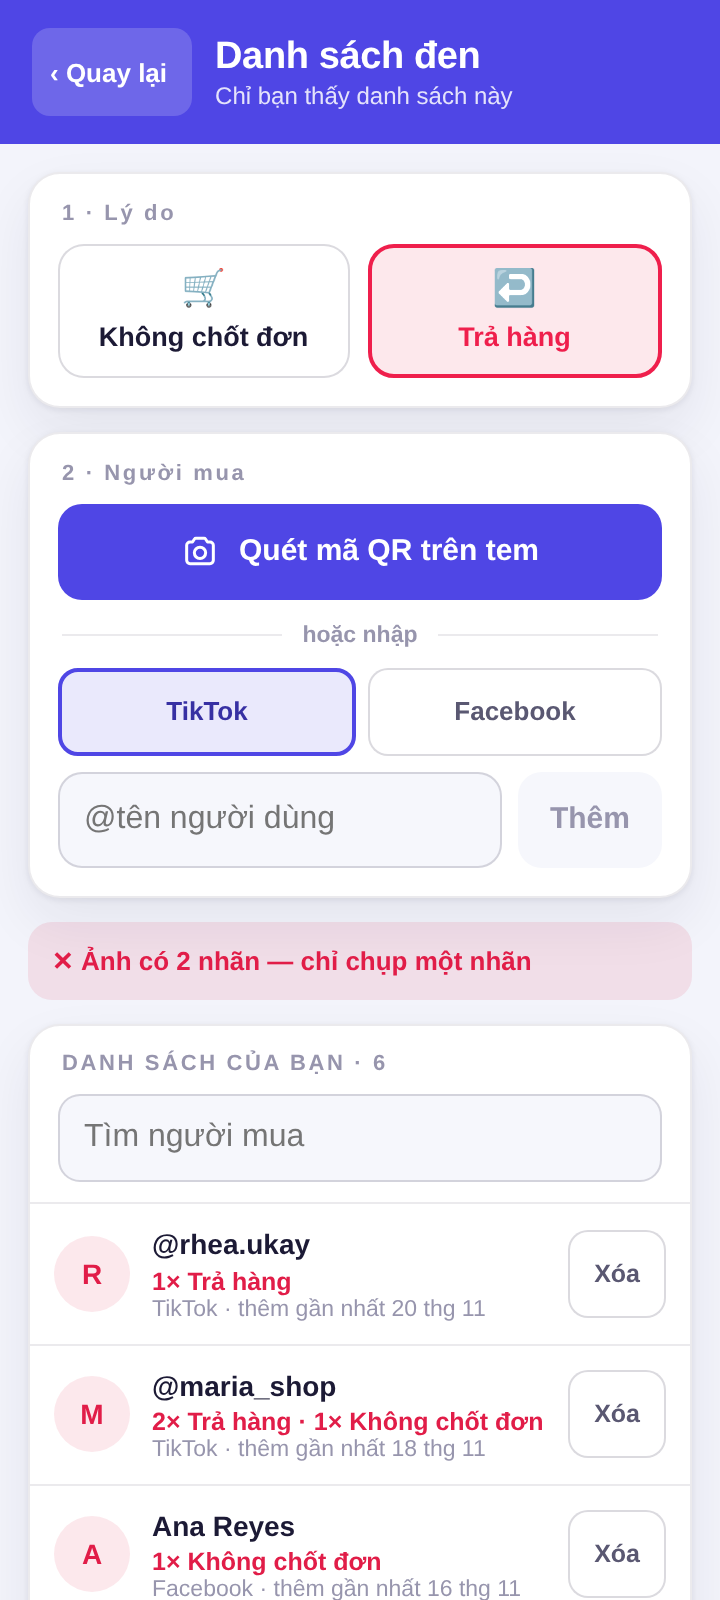 ‹ Quay lại
Danh sách đen
Chỉ bạn thấy danh sách này
1 · Lý do
Không chốt đơn
Trả hàng
2 · Người mua
Quét mã QR trên tem
hoặc nhập
TikTok
Facebook
@tên người dùng
Thêm
✕ Ảnh có 2 nhãn — chỉ chụp một nhãn
DANH SÁCH CỦA BẠN · 6
Tìm người mua
R
@rhea.ukay
1× Trả hàng
TikTok · thêm gần nhất 20 thg 11
Xóa
M
@maria_shop
2× Trả hàng · 1× Không chốt đơn
TikTok · thêm gần nhất 18 thg 11
Xóa
A
Ana Reyes
1× Không chốt đơn
Facebook · thêm gần nhất 16 thg 11
Xóa